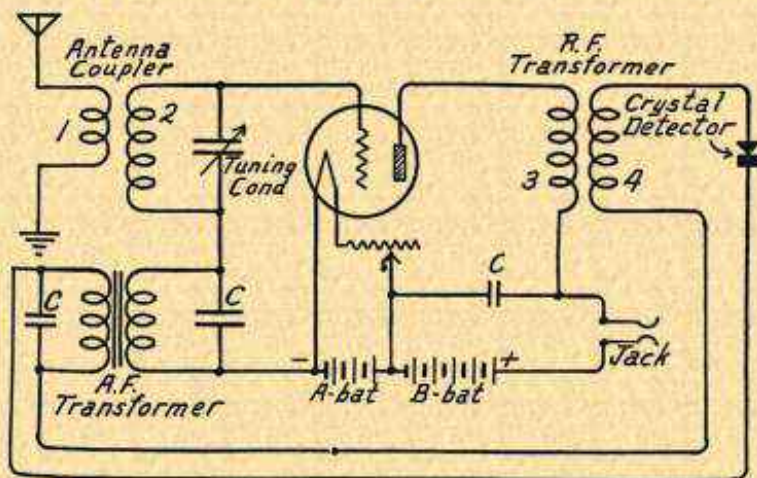 Antenna
Coupler
1
2
Tuning
Cond
R.F.
Transformer
3
4
Crystal
Detector
C
C
C
A.F.
Transformer
-
A-bat
B-bat
+
Jack